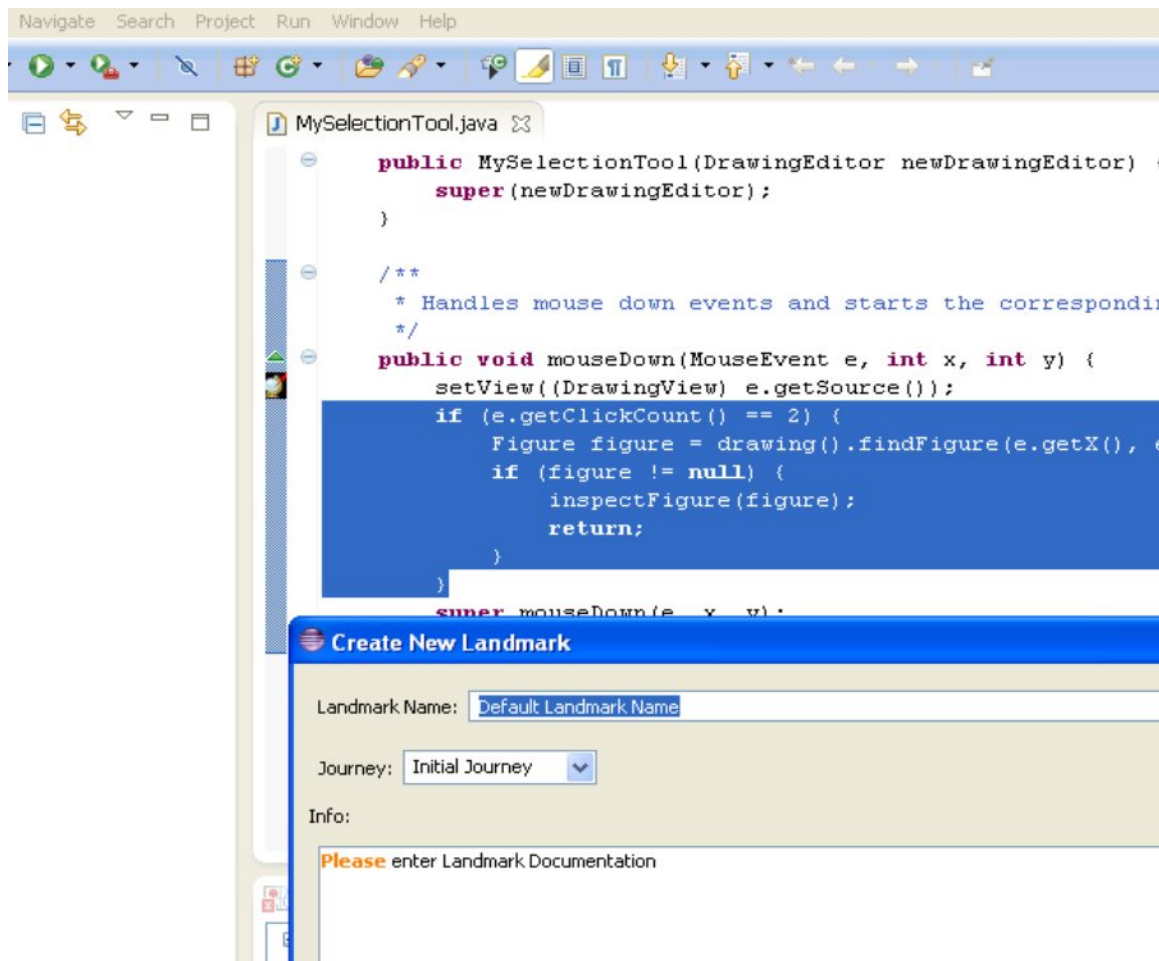 Navigate Search Project Run Window Help
MySelectionTool.java
public MySelectionTool(DrawingEditor newDrawingEditor) {
super(newDrawingEditor);
}
/**
* Handles mouse down events and starts the correspondin
*/
public void mouseDown(MouseEvent e, int x, int y) {
setView((DrawingView) e.getSource());
if (e.getClickCount() == 2) {
Figure figure = drawing().findFigure(e.getX(), e
if (figure != null) {
inspectFigure(figure);
return;
}
}
super mouseDown(e x y);
Create New Landmark
Landmark Name: Default Landmark Name
Journey: Initial Journey
Info:
Please enter Landmark Documentation